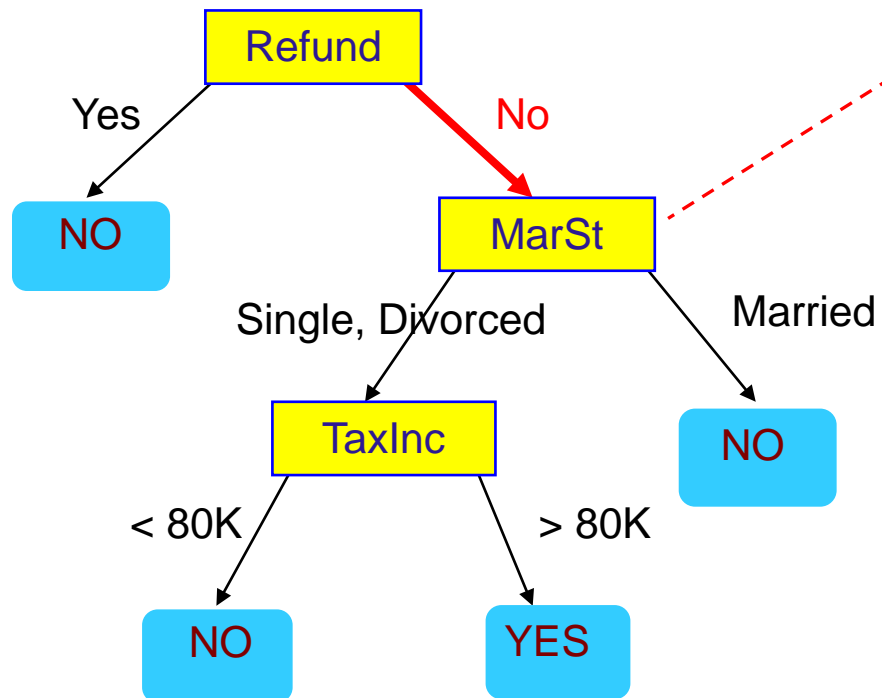 Refund
Yes
No
NO
MarSt
Single, Divorced
Married
TaxInc
NO
< 80K
> 80K
NO
YES